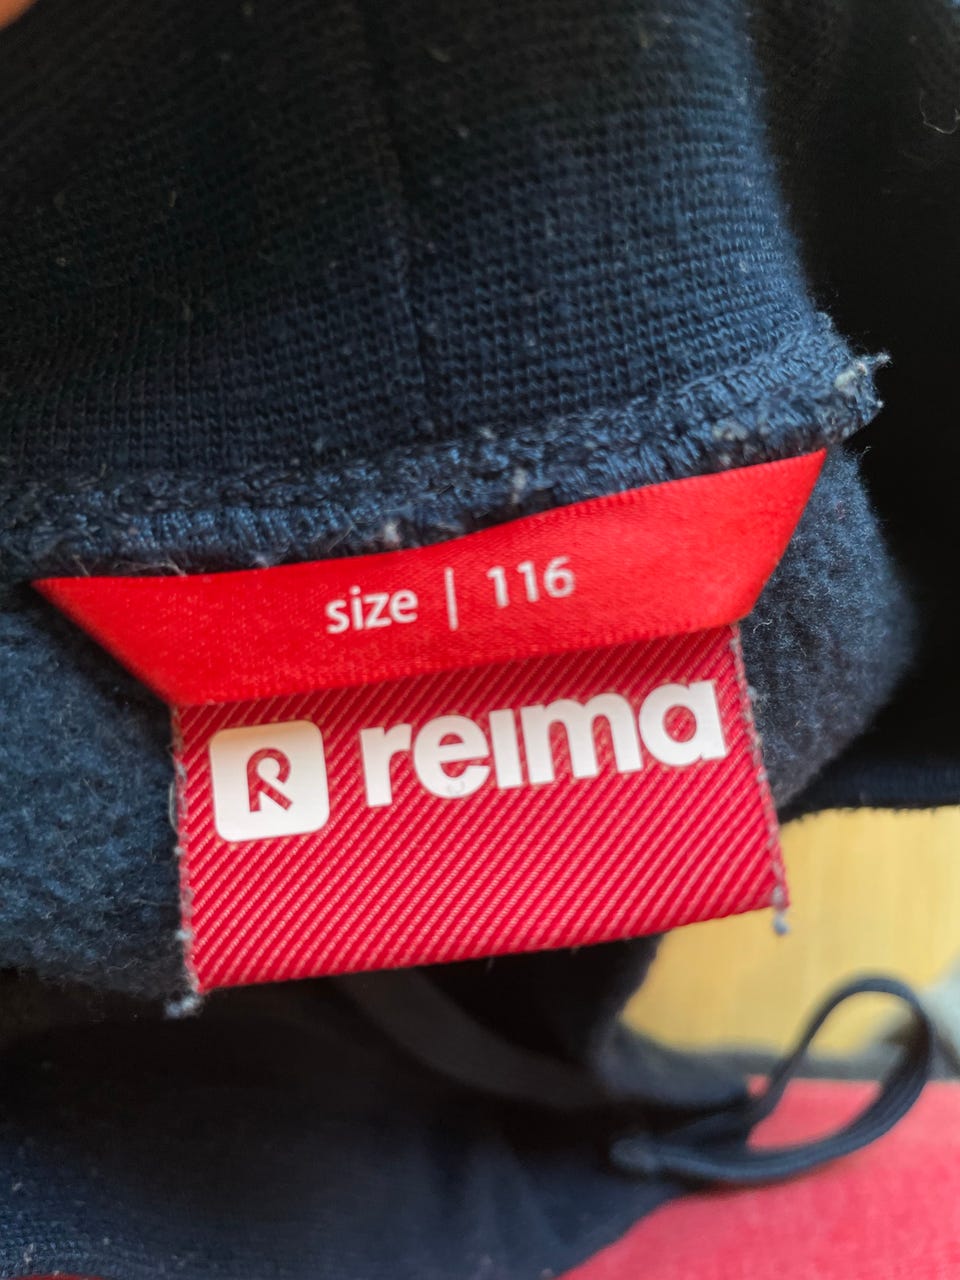 size | 116
reima